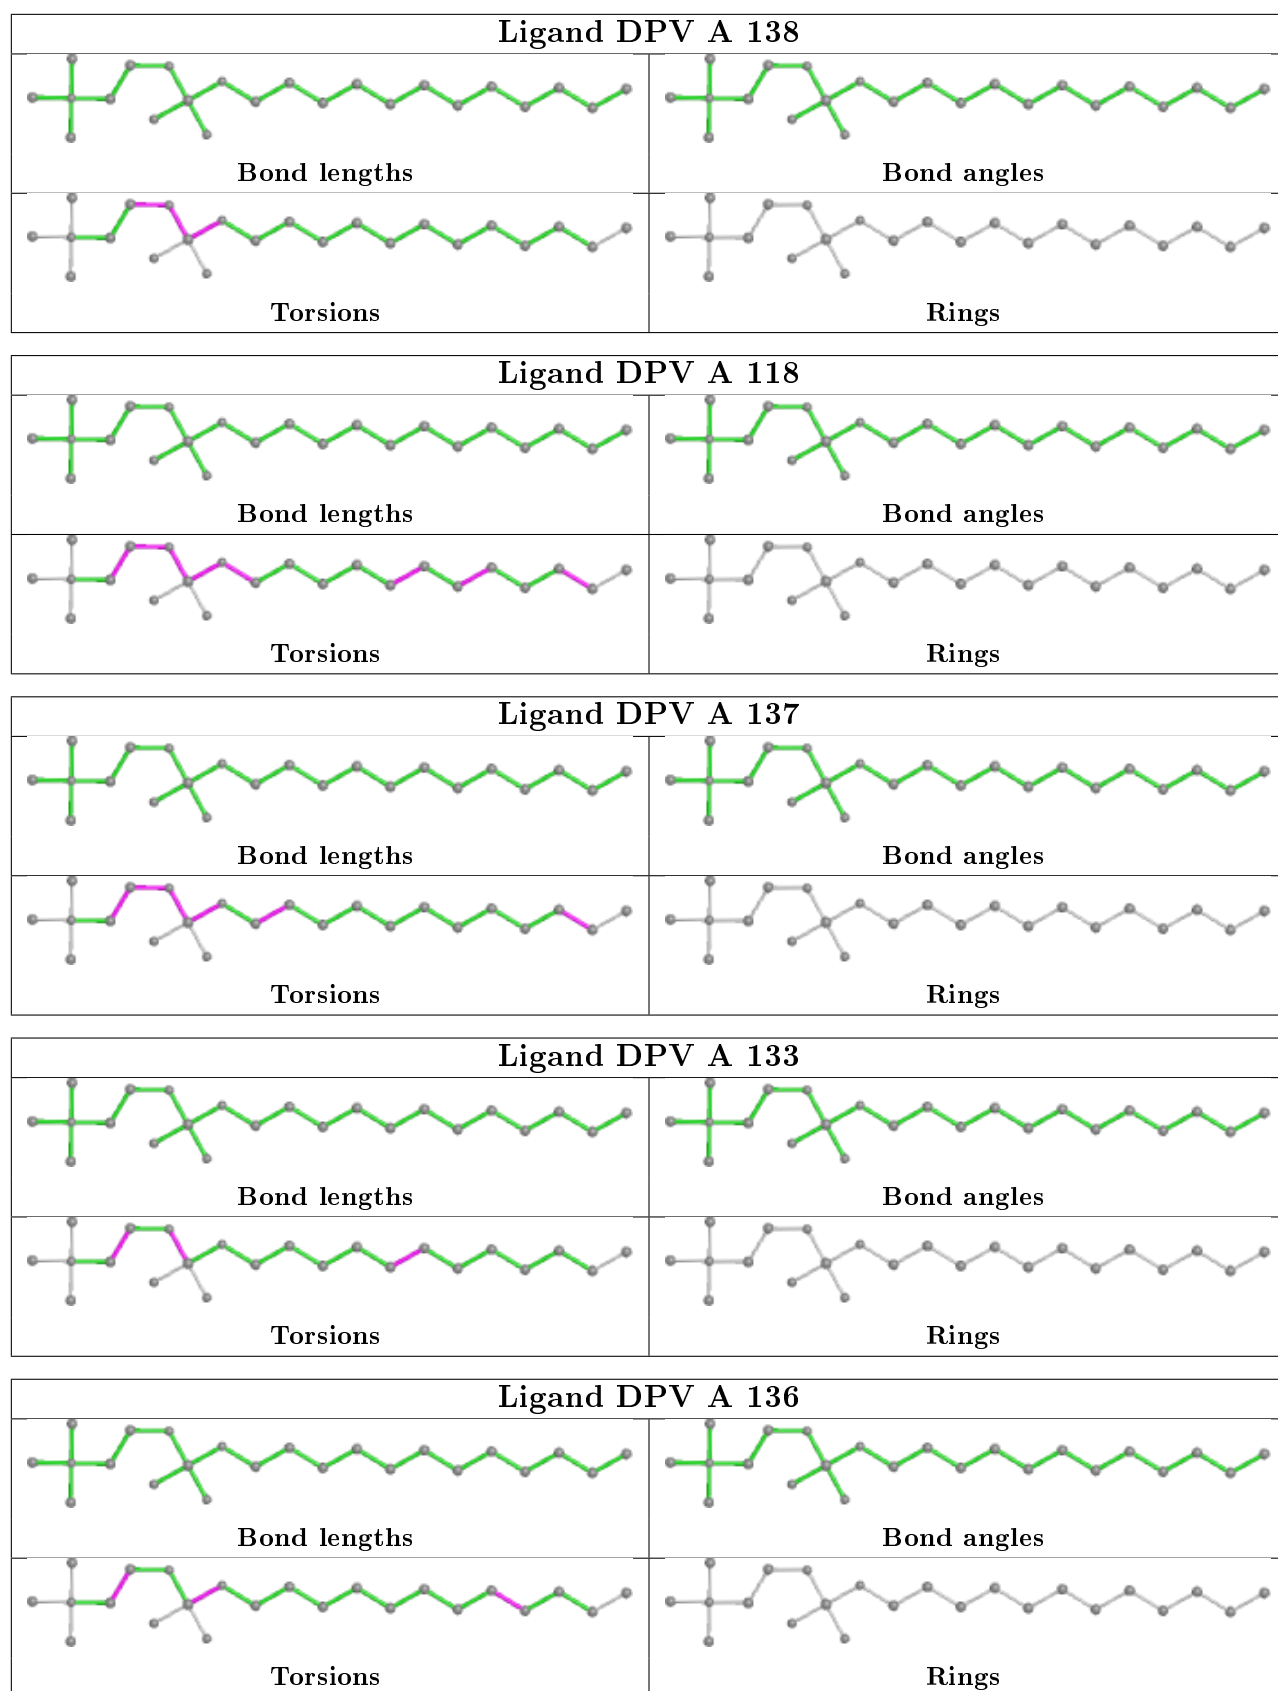 Ligand DPV A 138
Bond lengths
Bond angles
Torsions
Rings
Ligand DPV A 118
Bond lengths
Bond angles
Torsions
Rings
Ligand DPV A 137
Bond lengths
Bond angles
Torsions
Rings
Ligand DPV A 133
Bond lengths
Bond angles
Torsions
Rings
Ligand DPV A 136
Bond lengths
Bond angles
Torsions
Rings